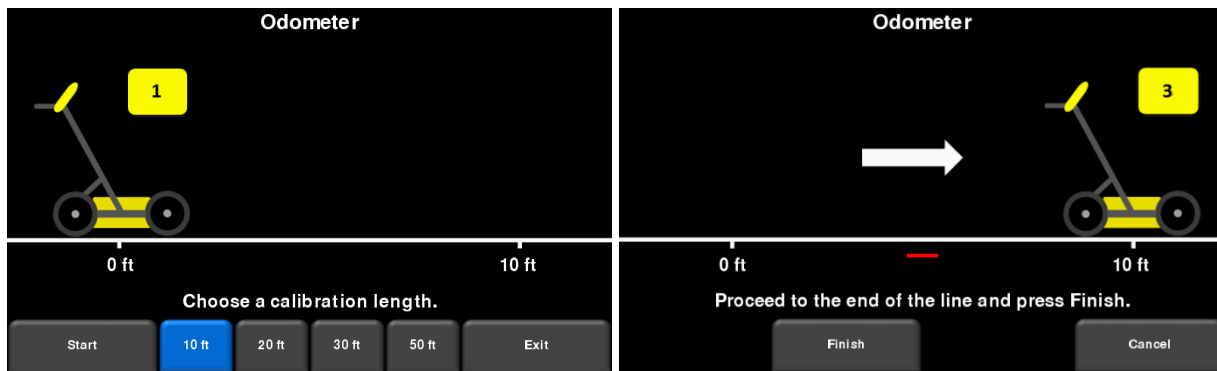 Odometer
1
0 ft
10 ft
Choose a calibration length.
Start
10 ft
20 ft
30 ft
50 ft
Exit
Odometer
3
0 ft
10 ft
Proceed to the end of the line and press Finish.
Finish
Cancel